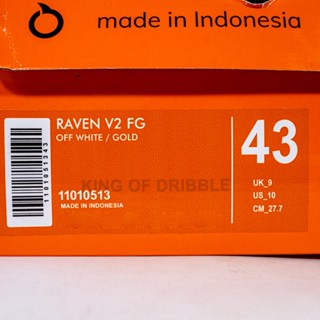 made in Indonesia
RAVEN V2 FG
OFF WHITE / GOLD
43
KING OF DRIBBLE
UK_9
US_10
CM_27.7
11010513
MADE IN INDONESIA
1101051343